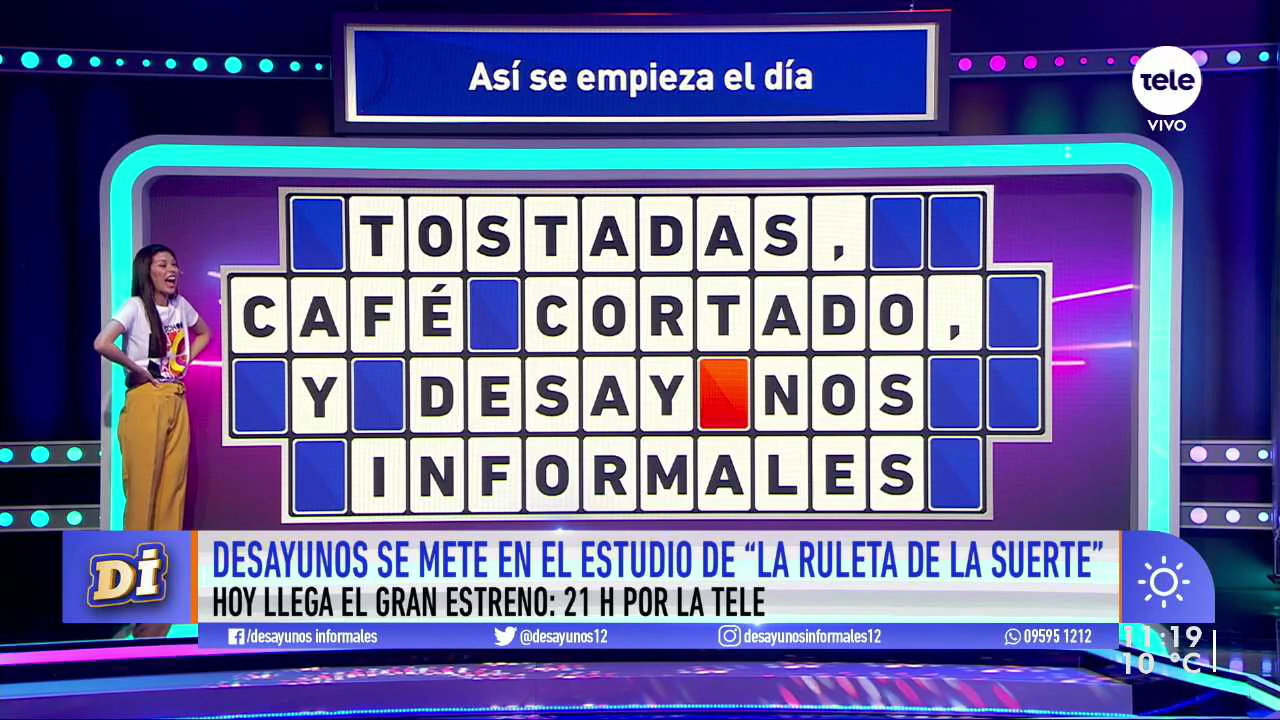 Así se empieza el día
tele
VIVO
TOSTADAS,
CAFÉ CORTADO,
Y DESAY NOS
INFORMALES
Di
DESAYUNOS SE METE EN EL ESTUDIO DE “LA RULETA DE LA SUERTE”
HOY LLEGA EL GRAN ESTRENO: 21 H POR LA TELE
/desayunos informales @desayunos12 desayunosinformales12 09595 1212
11:19
10 °C